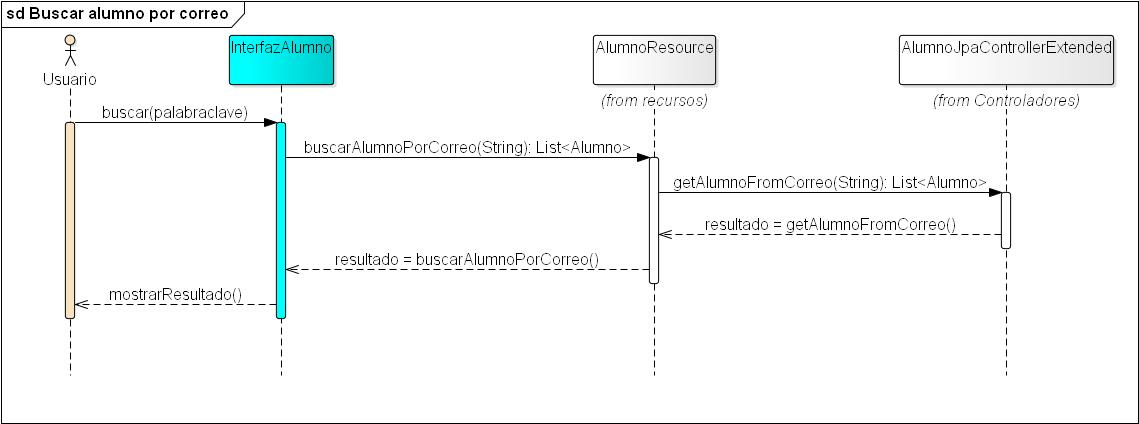 sd Buscar alumno por correo
Usuario
InterfazAlumno
AlumnoResource
(from recursos)
AlumnoJpaControllerExtended
(from Controladores)
buscar(palabraclave)
buscarAlumnoPorCorreo(String): List<Alumno>
getAlumnoFromCorreo(String): List<Alumno>
resultado = getAlumnoFromCorreo()
resultado = buscarAlumnoPorCorreo()
mostrarResultado()